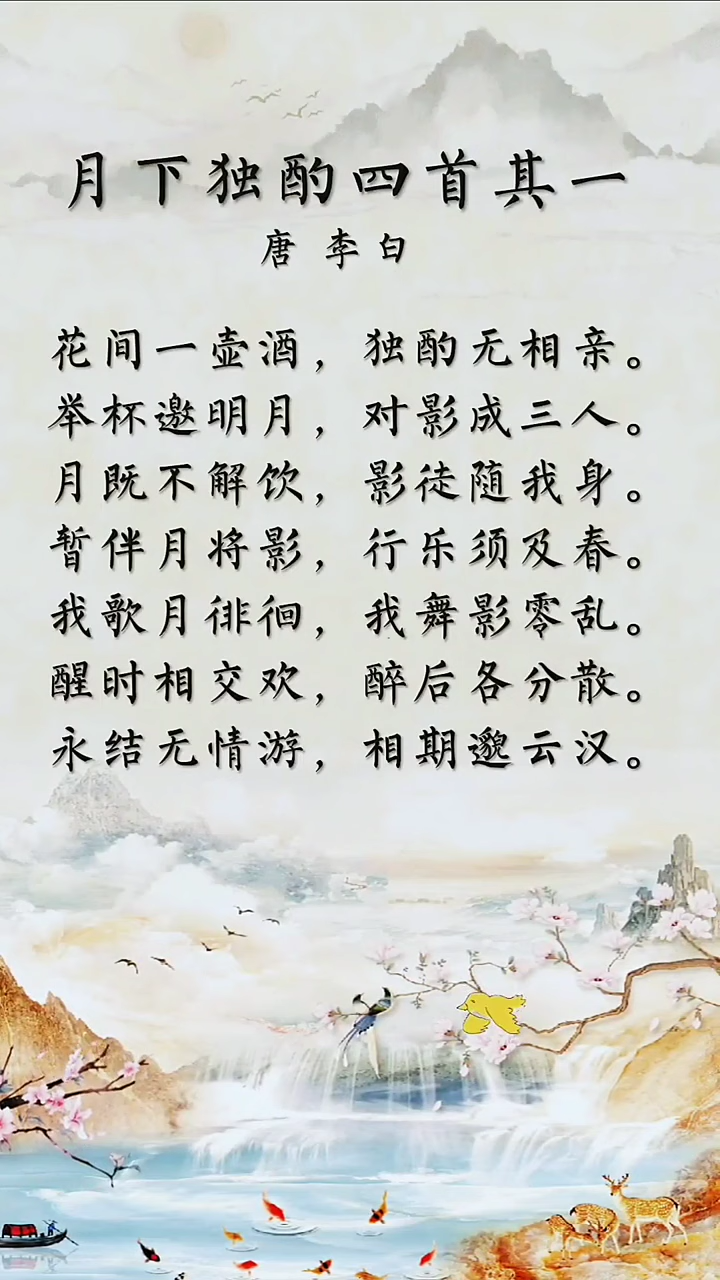 月下独酌四首其一
唐 李白
花间一壶酒，独酌无相亲。
举杯邀明月，对影成三人。
月既不解饮，影徒随我身。
暂伴月将影，行乐须及春。
我歌月徘徊，我舞影零乱。
醒时相交欢，醉后各分散。
永结无情游，相期邈云汉。